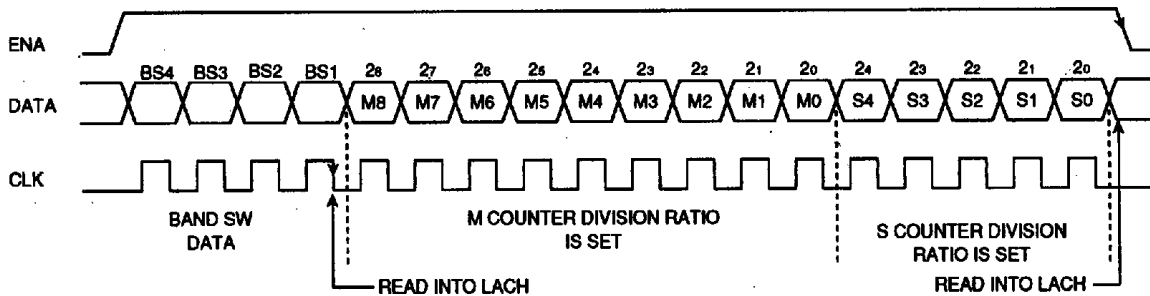 ENA
BS4 BS3 BS2 BS1 28 27 26 25 24 23 22 21 20 24 23 22 21 20
DATA M8 M7 M6 M5 M4 M3 M2 M1 M0 S4 S3 S2 S1 S0
CLK
BAND SW
DATA
M COUNTER DIVISION RATIO
IS SET
S COUNTER DIVISION
RATIO IS SET
READ INTO LACH
READ INTO LACH